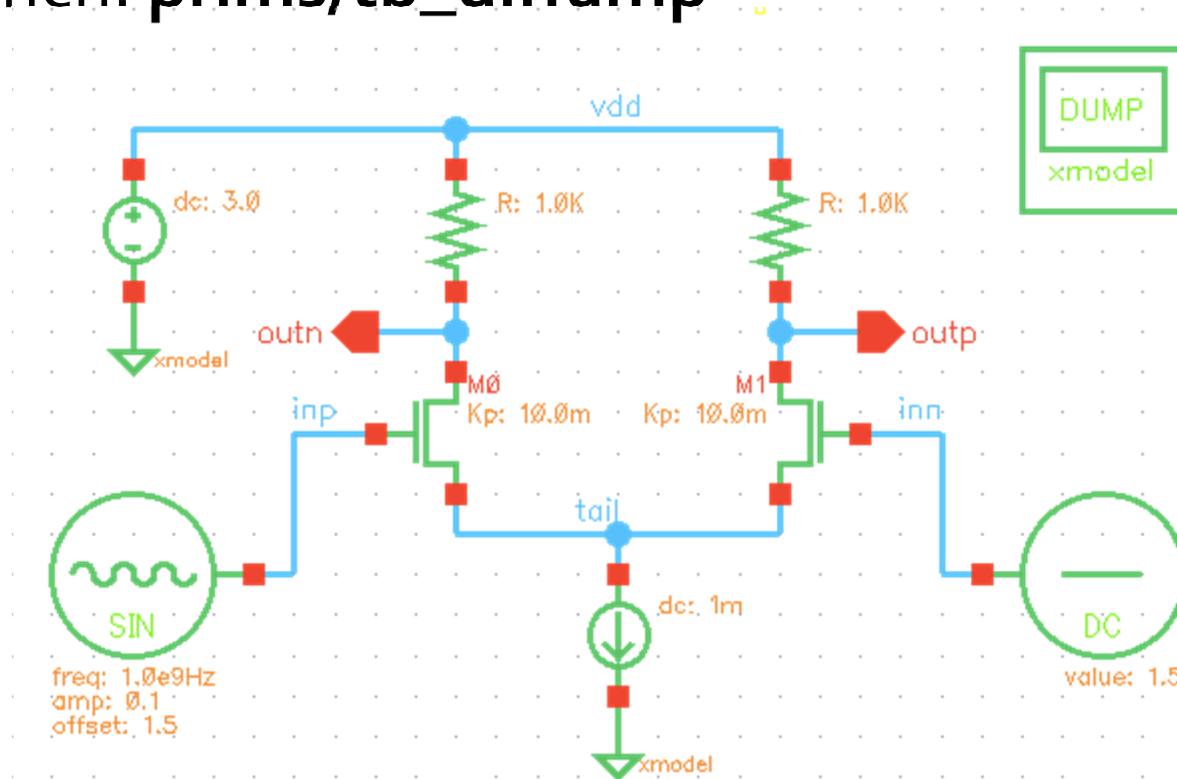 prims/tb_difamp
vdd
DUMP
xmodel
dc: 3.0
R: 1.0K
R: 1.0K
outn
outp
xmodel
M0
M1
inp
Kp: 10.0m
Kp: 10.0m
inn
tail
SIN
dc: 1m
DC
freq: 1.0e9Hz
amp: 0.1
offset: 1.5
value: 1.5
xmodel